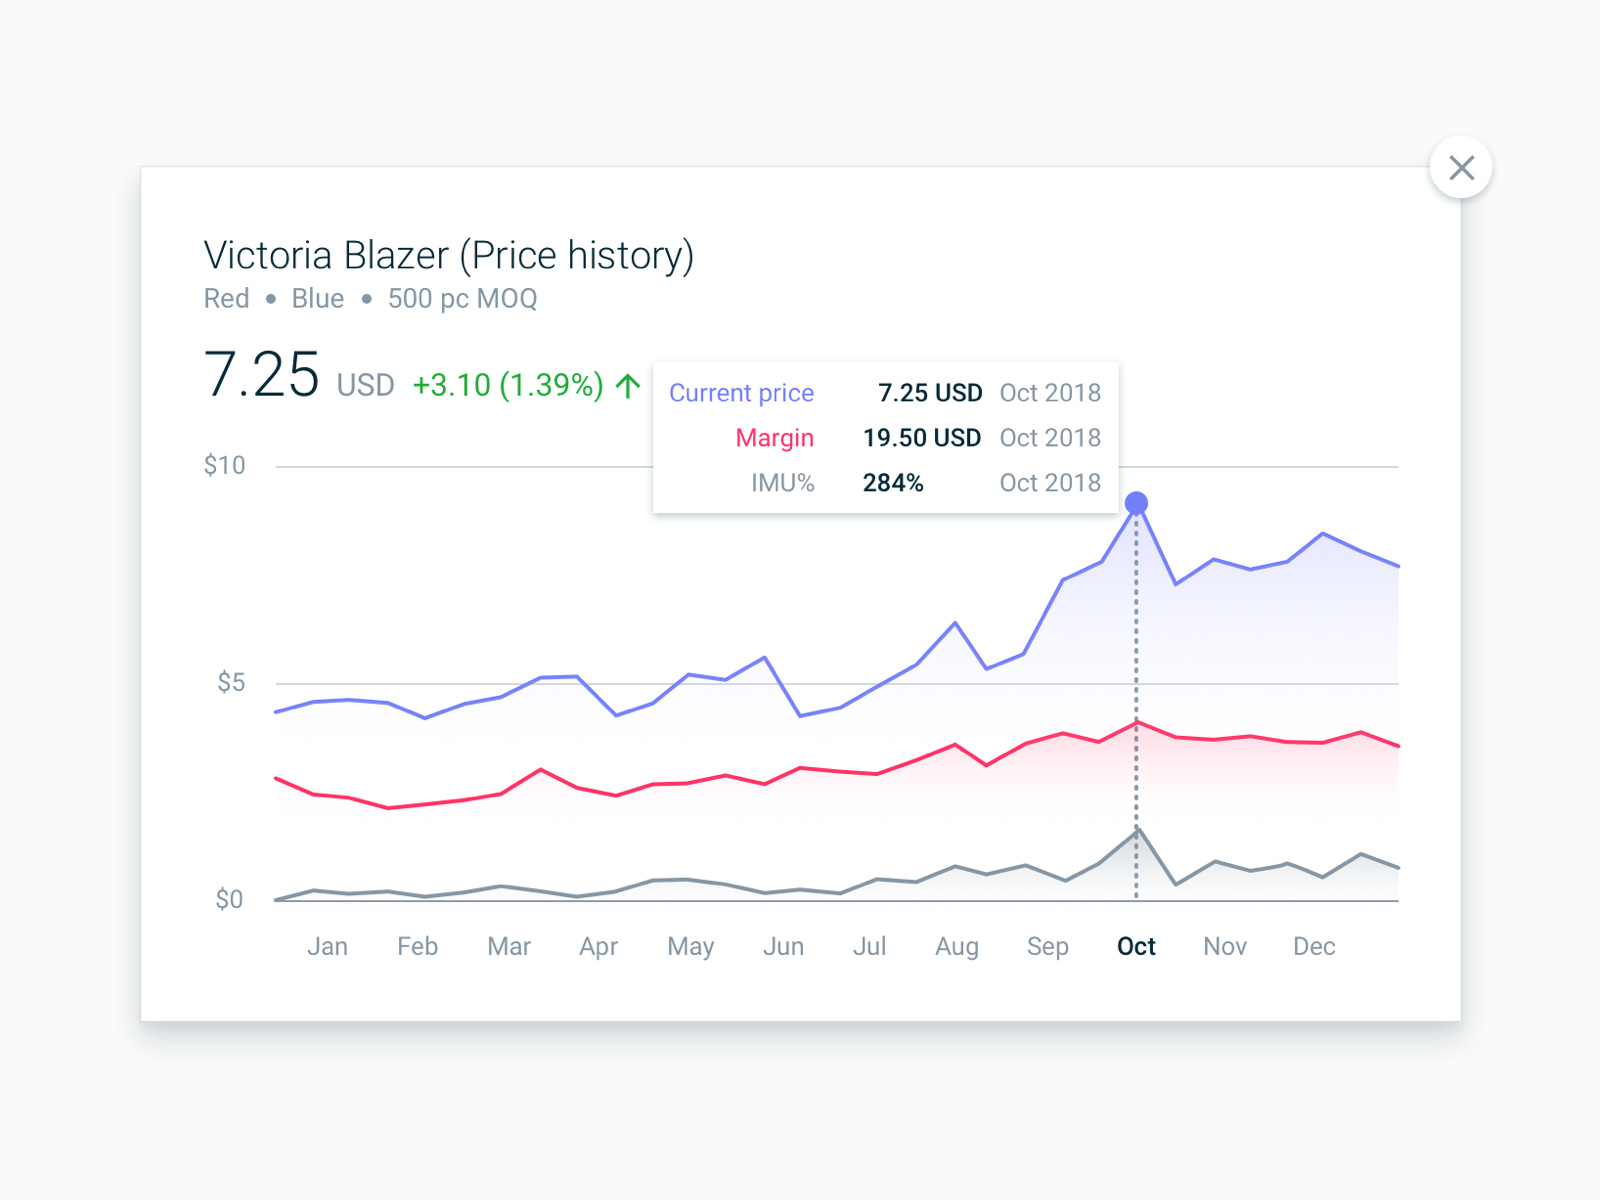 Victoria Blazer (Price history)
Red • Blue • 500 pc MOQ
7.25 USD +3.10 (1.39%) ↑
Current price 7.25 USD Oct 2018
Margin 19.50 USD Oct 2018
IMU% 284% Oct 2018
$10
$5
$0
Jan Feb Mar Apr May Jun Jul Aug Sep Oct Nov Dec